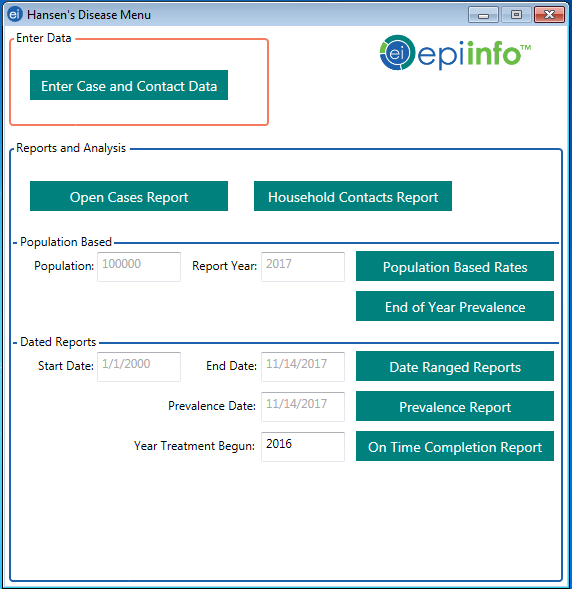 ei Hansen's Disease Menu
Enter Data
ei epiinfo™
Enter Case and Contact Data
Reports and Analysis
Open Cases Report Household Contacts Report
Population Based
Population: 100000 Report Year: 2017 Population Based Rates
End of Year Prevalence
Dated Reports
Start Date: 1/1/2000 End Date: 11/14/2017 Date Ranged Reports
Prevalence Date: 11/14/2017 Prevalence Report
Year Treatment Begun: 2016 On Time Completion Report